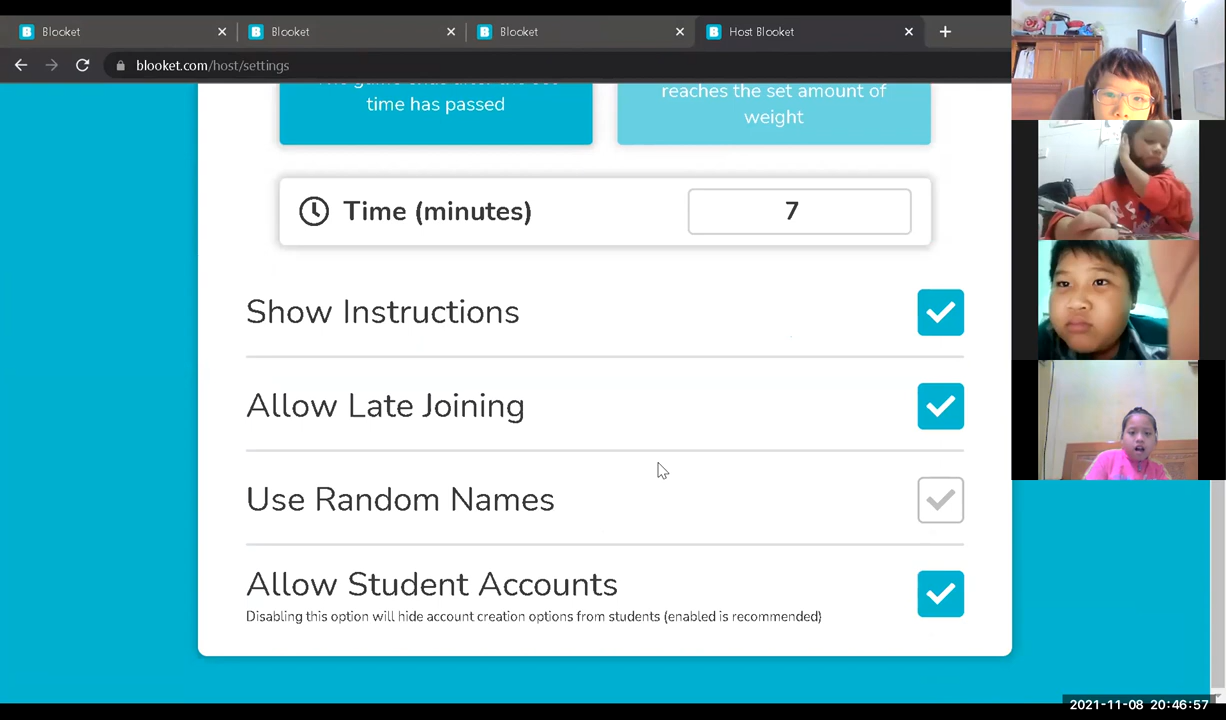 Blooket
Blooket
Blooket
Host Blooket
blooket.com/host/settings
time has passed
reaches the set amount of
weight
Time (minutes)
7
Show Instructions
Allow Late Joining
Use Random Names
Allow Student Accounts
Disabling this option will hide account creation options from students (enabled is recommended)
2021-11-08 20:46:57